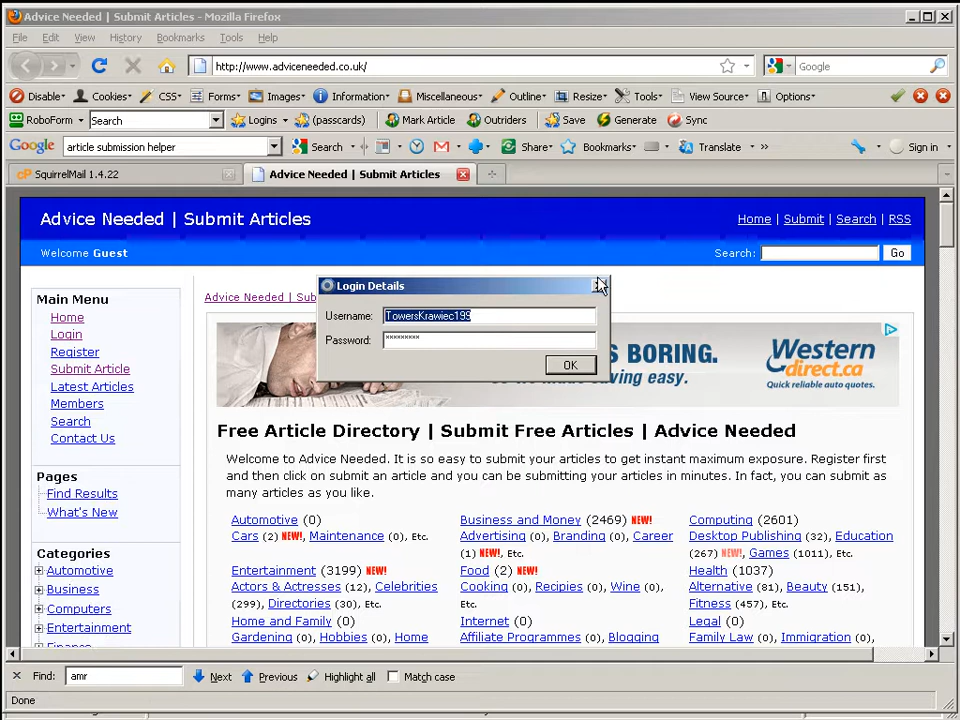 Advice Needed | Submit Articles - Mozilla Firefox
File Edit View History Bookmarks Tools Help
http://www.adviceneeded.co.uk/ Google
Disable Cookies CSS Forms Images Information Miscellaneous Outline Resize Tools View Source Options
RoboForm Search Logins (passcards) Mark Article Outriders Save Generate Sync
Google article submission helper Search Share Bookmarks Translate » Sign in
cP SquirrelMail 1.4.22 Advice Needed | Submit Articles
Advice Needed | Submit Articles Home | Submit | Search | RSS
Welcome Guest Search: Go
Main Menu
Home
Login
Register
Submit Article
Latest Articles
Members
Search
Contact Us
Pages
Find Results
What's New
Categories
Automotive
Business
Computers
Entertainment
Advice Needed | Sub
Login Details
Username: TowersKrawiec199
Password: *********
OK
S BORING.
ving easy.
Western
direct.ca
Quick reliable auto quotes.
Free Article Directory | Submit Free Articles | Advice Needed
Welcome to Advice Needed. It is so easy to submit your articles to get instant maximum exposure. Register first
and then click on submit an article and you can be submitting your articles in minutes. In fact, you can submit as
many articles as you like.
Automotive (0) Business and Money (2469) NEW! Computing (2601)
Cars (2) NEW!, Maintenance (0), Etc. Advertising (0), Branding (0), Career Desktop Publishing (32), Education
(1) NEW!, Etc. (267) NEW!, Games (1011), Etc.
Entertainment (3199) NEW! Food (2) NEW! Health (1037)
Actors & Actresses (12), Celebrities Cooking (0), Recipies (0), Wine (0), Alternative (81), Beauty (151),
(299), Directories (30), Etc. Etc. Fitness (457), Etc.
Home and Family (0) Internet (0) Legal (0)
Gardening (0), Hobbies (0), Home Affiliate Programmes (0), Blogging Family Law (0), Immigration (0),
Find: amr Next Previous Highlight all Match case
Done